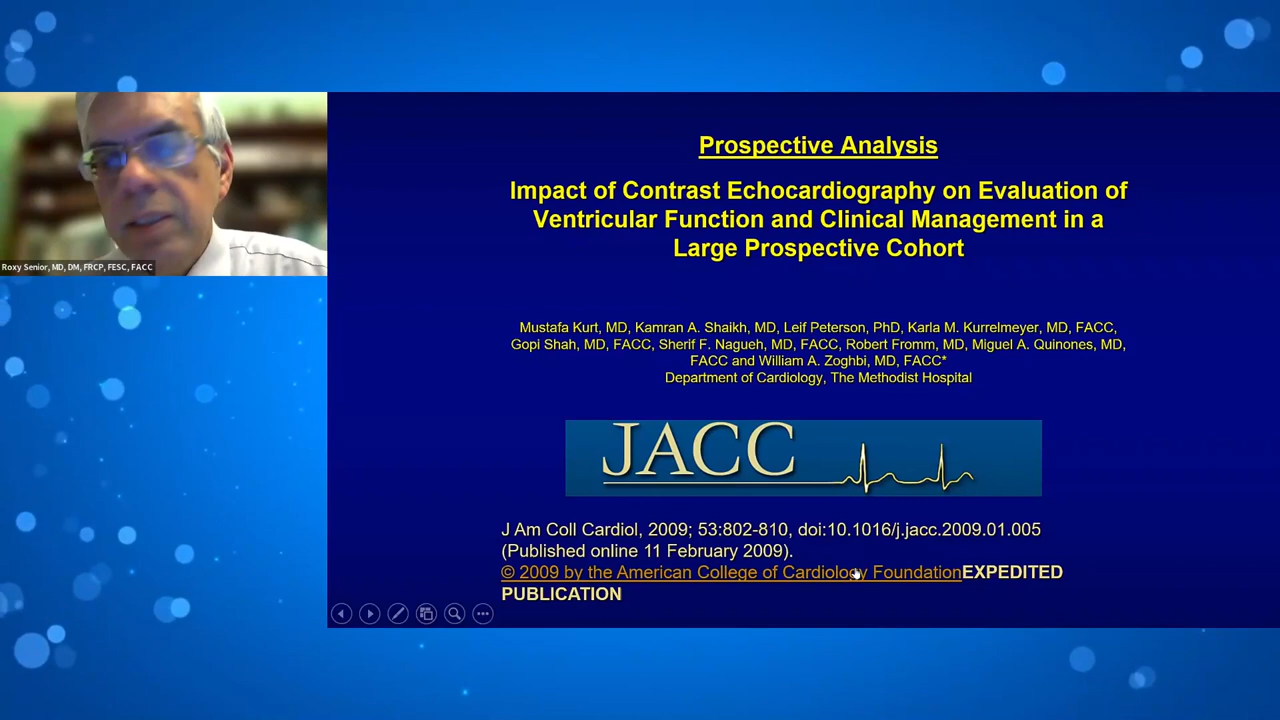 Roxy Senior, MD, DM, FRCP, FESC, FACC
Prospective Analysis
Impact of Contrast Echocardiography on Evaluation of
Ventricular Function and Clinical Management in a
Large Prospective Cohort
Mustafa Kurt, MD, Kamran A. Shaikh, MD, Leif Peterson, PhD, Karla M. Kurrelmeyer, MD, FACC,
Gopi Shah, MD, FACC, Sherif F. Nagueh, MD, FACC, Robert Fromm, MD, Miguel A. Quinones, MD,
FACC and William A. Zoghbi, MD, FACC*
Department of Cardiology, The Methodist Hospital
JACC
J Am Coll Cardiol, 2009; 53:802-810, doi:10.1016/j.jacc.2009.01.005
(Published online 11 February 2009).
© 2009 by the American College of Cardiology FoundationEXPEDITED
PUBLICATION